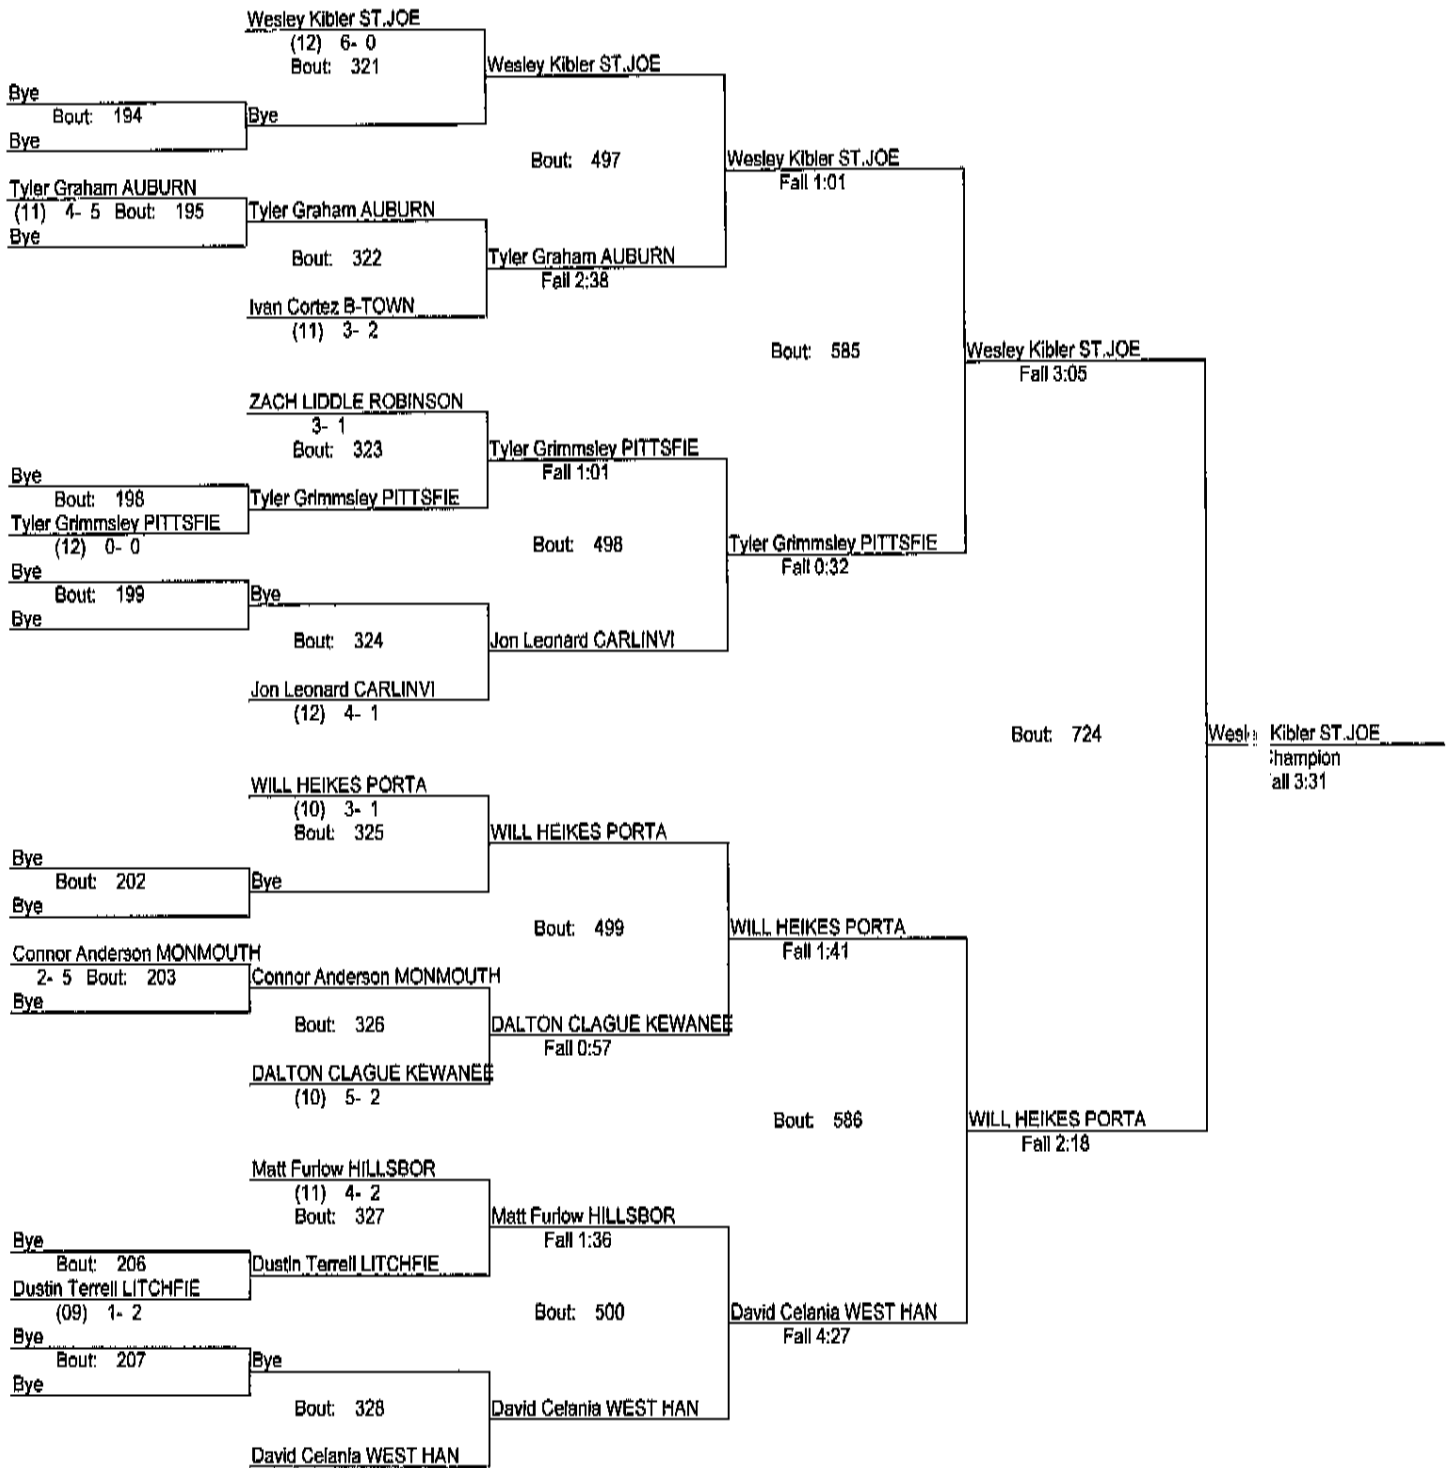 Wesley Kibler ST.JOE
(12) 6- 0
Bout: 321
Wesley Kibler ST.JOE
Bye
Bout: 194
Bye
Bye
Bout: 497
Wesley Kibler ST.JOE
Fall 1:01
Tyler Graham AUBURN
(11) 4- 5 Bout: 195
Bye
Tyler Graham AUBURN
Bout: 322
Tyler Graham AUBURN
Fall 2:38
Ivan Cortez B-TOWN
(11) 3- 2
Bout: 585
Wesley Kibler ST.JOE
Fall 3:05
ZACH LIDDLE ROBINSON
3- 1
Bout: 323
Tyler Grimmsley PITTSFIE
Fall 1:01
Bye
Bout: 198
Tyler Grimmsley PITTSFIE
Tyler Grimmsley PITTSFIE
(12) 0- 0
Bout: 498
Tyler Grimmsley PITTSFIE
Fall 0:32
Bye
Bout: 199
Bye
Bye
Bout: 324
Jon Leonard CARLINVI
Jon Leonard CARLINVI
(12) 4- 1
Bout: 724
Kibler ST.JOE
WILL HEIKES PORTA
(10) 3- 1
Bout: 325
WILL HEIKES PORTA
3:31
Bye
Bout: 202
Bye
Bye
Bout: 499
WILL HEIKES PORTA
Fall 1:41
Connor Anderson MONMOUTH
2- 5 Bout: 203
Bye
Connor Anderson MONMOUTH
Bout: 326
DALTON CLAGUE KEWANEE
Fall 0:57
DALTON CLAGUE KEWANEE
(10) 5- 2
Bout: 586
WILL HEIKES PORTA
Fall 2:18
Matt Furlow HILLSBOR
(11) 4- 2
Bout: 327
Matt Furlow HILLSBOR
Fall 1:36
Bye
Bout: 206
Dustin Terrell LITCHFIE
Dustin Terrell LITCHFIE
(09) 1- 2
Bout: 500
David Celania WEST HAN
Fall 4:27
Bye
Bout: 207
Bye
Bye
Bout: 328
David Celania WEST HAN
David Celania WEST HAN